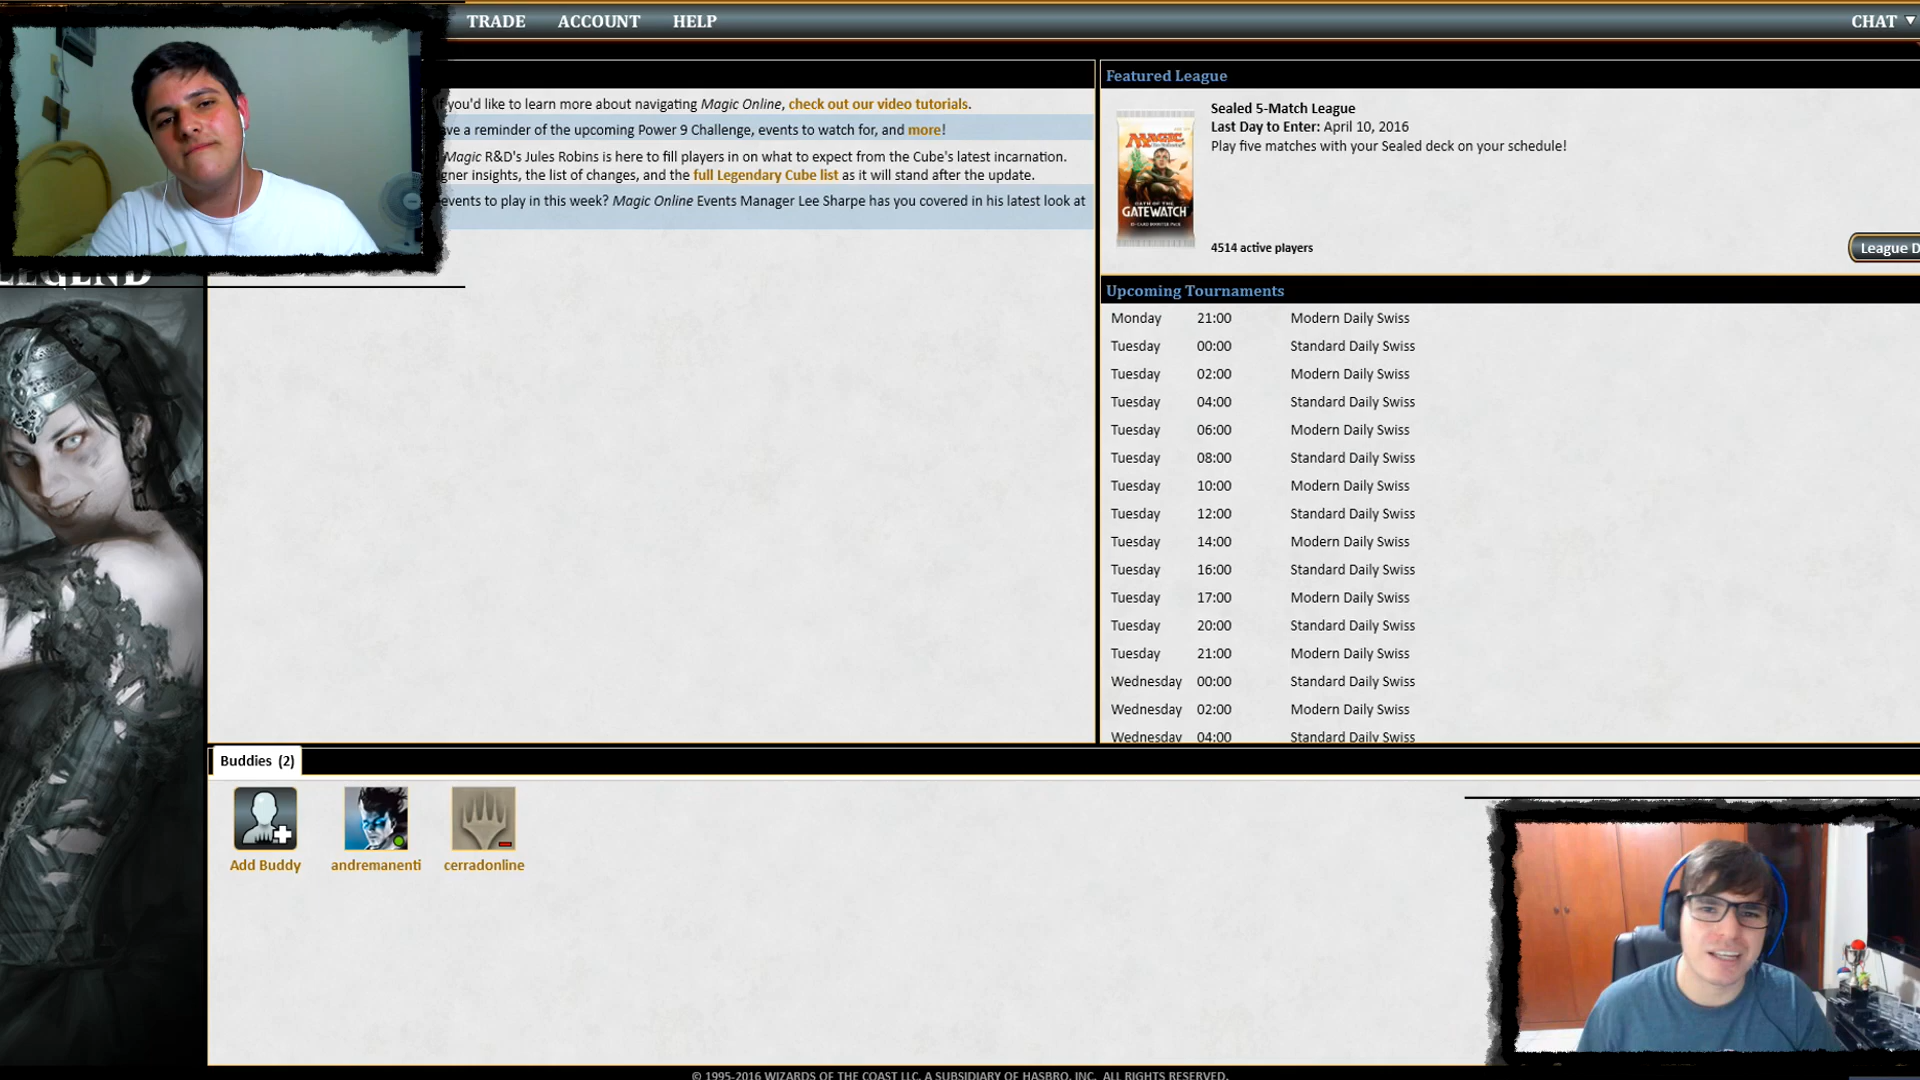 TRADE ACCOUNT HELP CHAT
you'd like to learn more about navigating Magic Online, check out our video tutorials.
a reminder of the upcoming Power 9 Challenge, events to watch for, and more!
Magic R&D's Jules Robins is here to fill players in on what to expect from the Cube's latest incarnation.
insights, the list of changes, and the full Legendary Cube list as it will stand after the update.
events to play in this week? Magic Online Events Manager Lee Sharpe has you covered in his latest look at
LEGEND
Featured League
MAGIC
OATH OF THE
GATEWATCH
Sealed 5-Match League
Last Day to Enter: April 10, 2016
Play five matches with your Sealed deck on your schedule!
4514 active players
League D
Upcoming Tournaments
Monday 21:00 Modern Daily Swiss
Tuesday 00:00 Standard Daily Swiss
Tuesday 02:00 Modern Daily Swiss
Tuesday 04:00 Standard Daily Swiss
Tuesday 06:00 Modern Daily Swiss
Tuesday 08:00 Standard Daily Swiss
Tuesday 10:00 Modern Daily Swiss
Tuesday 12:00 Standard Daily Swiss
Tuesday 14:00 Modern Daily Swiss
Tuesday 16:00 Standard Daily Swiss
Tuesday 17:00 Modern Daily Swiss
Tuesday 20:00 Standard Daily Swiss
Tuesday 21:00 Modern Daily Swiss
Wednesday 00:00 Standard Daily Swiss
Wednesday 02:00 Modern Daily Swiss
Wednesday 04:00 Standard Daily Swiss
Buddies (2)
Add Buddy andremanenti cerradonline
© 1995-2016 WIZARDS OF THE COAST LLC, A SUBSIDIARY OF HASBRO, INC. ALL RIGHTS RESERVED.